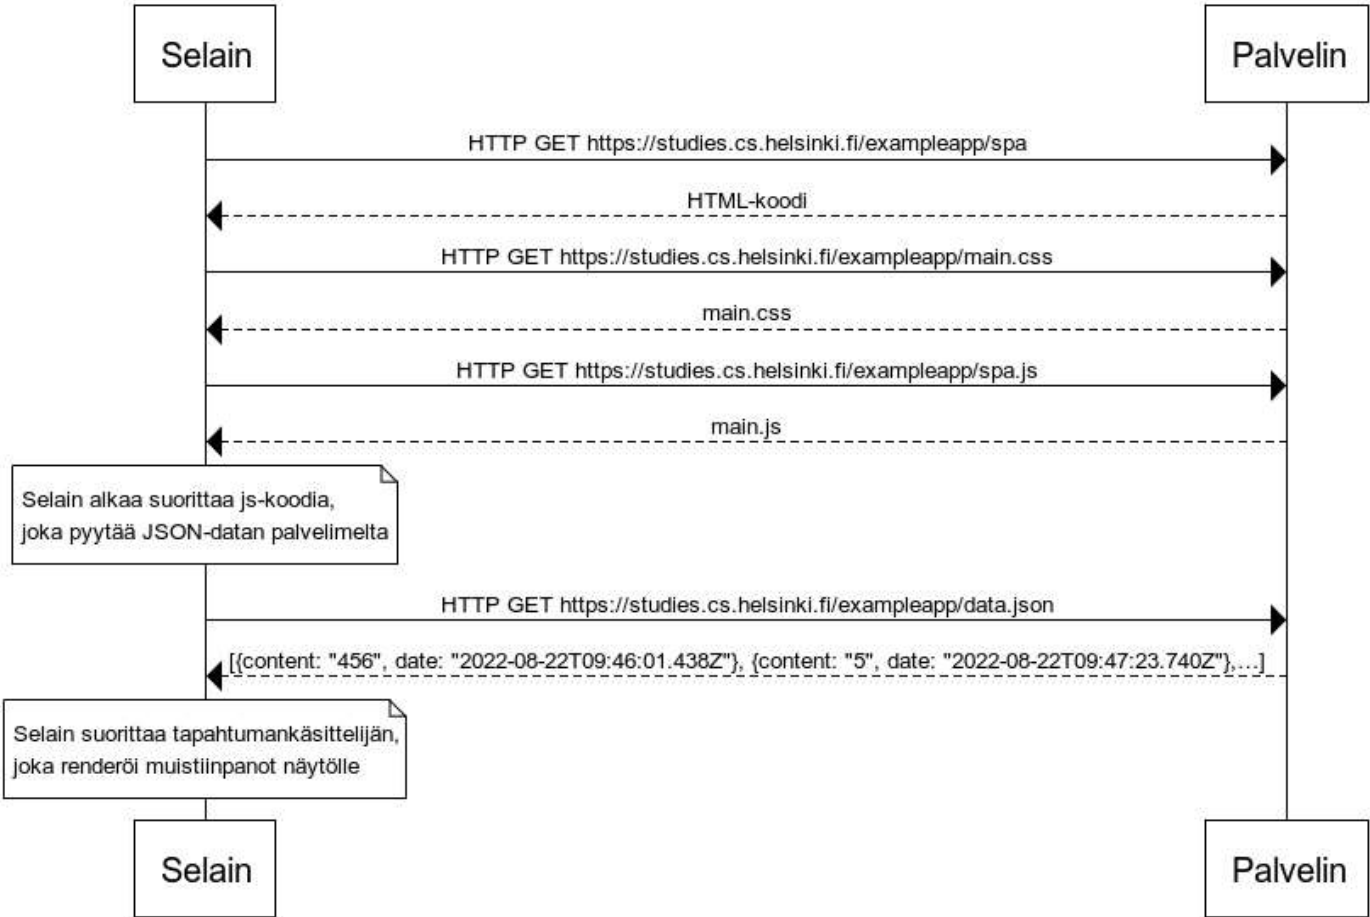 Selain
Palvelin
HTTP GET https://studies.cs.helsinki.fi/exampleapp/spa
HTML-koodi
HTTP GET https://studies.cs.helsinki.fi/exampleapp/main.css
main.css
HTTP GET https://studies.cs.helsinki.fi/exampleapp/spa.js
main.js
Selain alkaa suorittaa js-koodia,
joka pyytää JSON-datan palvelimelta
HTTP GET https://studies.cs.helsinki.fi/exampleapp/data.json
[{content: "456", date: "2022-08-22T09:46:01.438Z"}, {content: "5", date: "2022-08-22T09:47:23.740Z"},…]
Selain suorittaa tapahtumankäsittelijän,
joka renderöi muistiinpanot näytölle
Selain
Palvelin